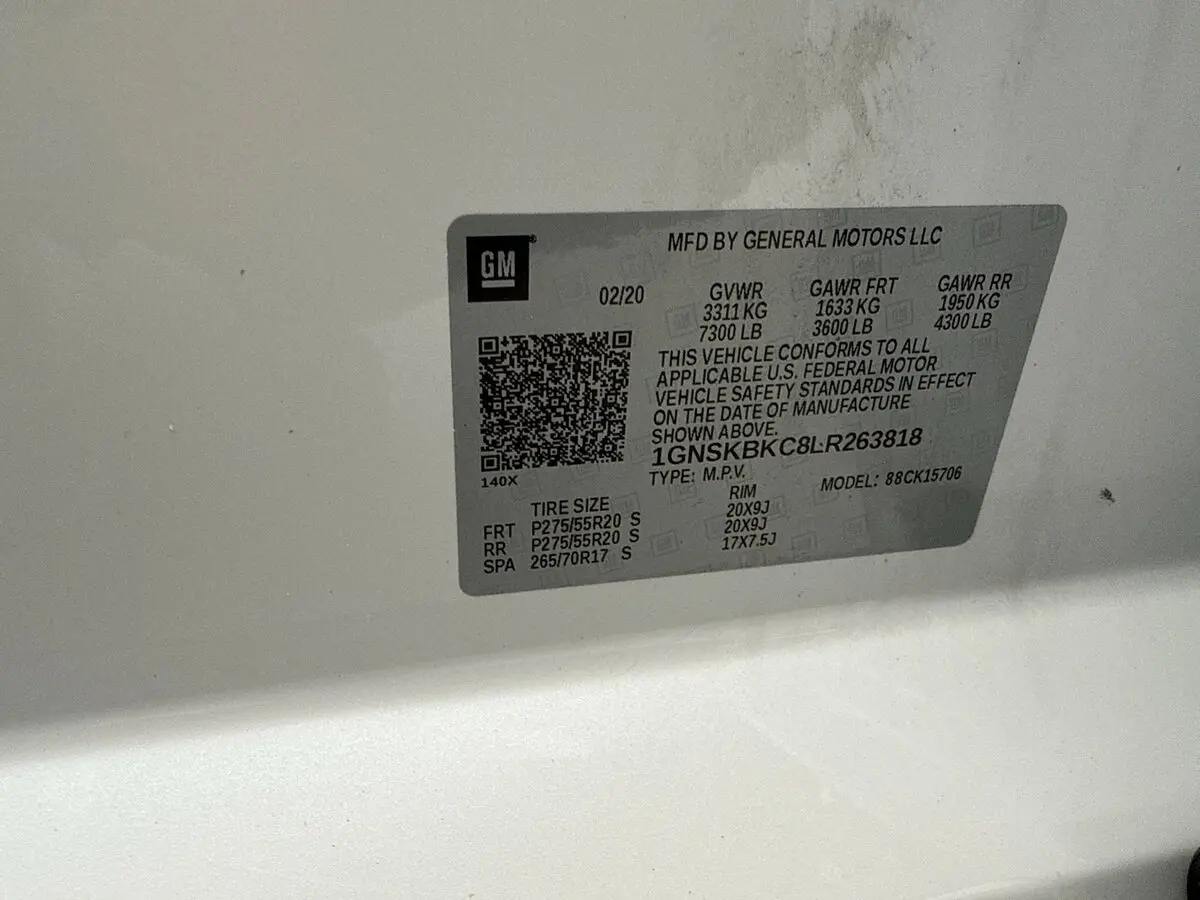 GM
MFD BY GENERAL MOTORS LLC
02/20 GVWR GAWR FRT GAWR RR
3311 KG 1633 KG 1950 KG
7300 LB 3600 LB 4300 LB
THIS VEHICLE CONFORMS TO ALL
APPLICABLE U.S. FEDERAL MOTOR
VEHICLE SAFETY STANDARDS IN EFFECT
ON THE DATE OF MANUFACTURE
SHOWN ABOVE.
1GNSKBKC8LR263818
140X
TYPE: M.P.V. MODEL: 88CK15706
TIRE SIZE RIM
FRT P275/55R20 S 20X9J
RR P275/55R20 S 20X9J
SPA 265/70R17 S 17X7.5J